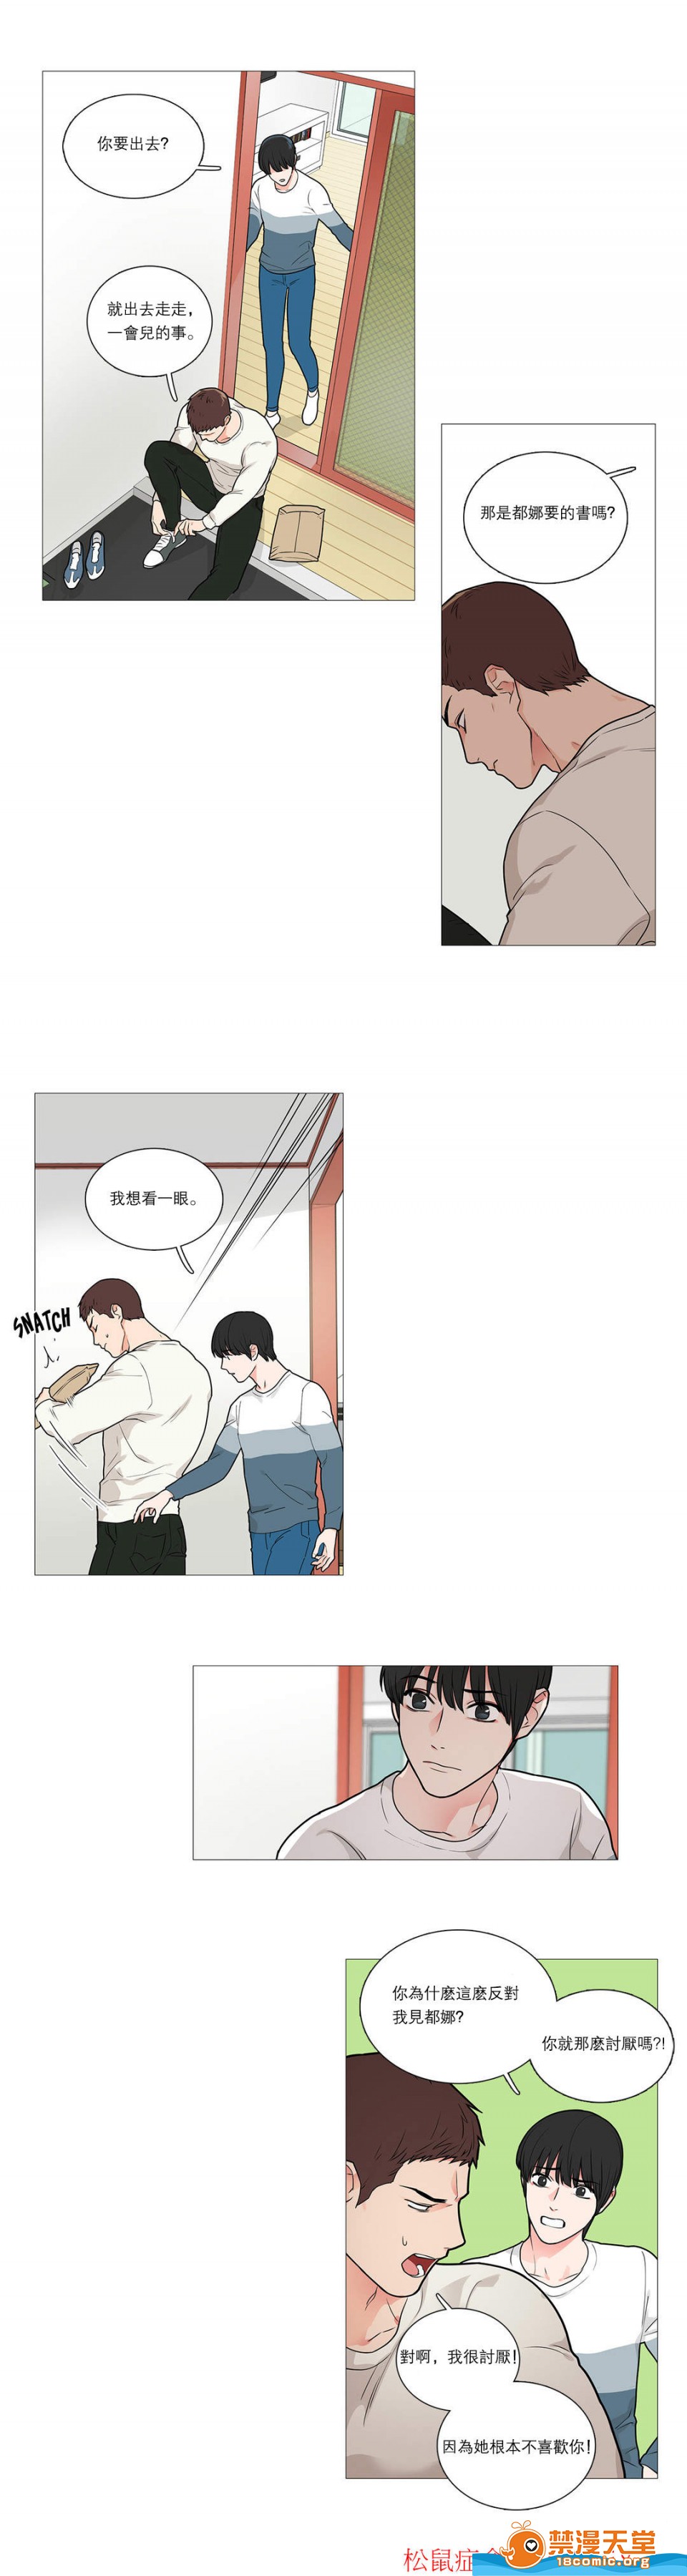 你要出去?
就出去走走，
一會兒的事。
那是都娜要的書嗎?
我想看一眼。
SNATCH
你為什麽這麽反對
我見都娜?
你就那麽討厭嗎?!
對啊，我很討厭!
因為她根本不喜歡你!
松鼠症
禁漫天堂
18comic.org